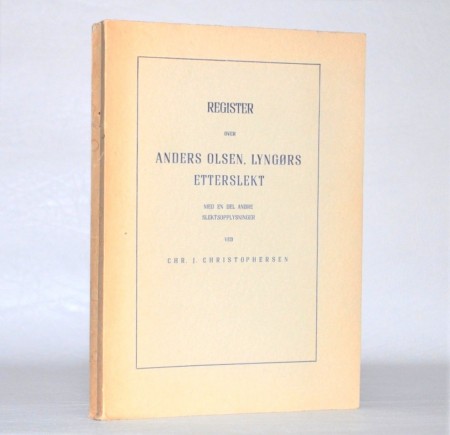 REGISTER
OVER
ANDERS OLSEN, LYNGØRS
ETTERSLEKT
MED EN DEL ANDRE
SLEKTSOPPLYSNINGER
VED
CHR. J. CHRISTOPHERSEN